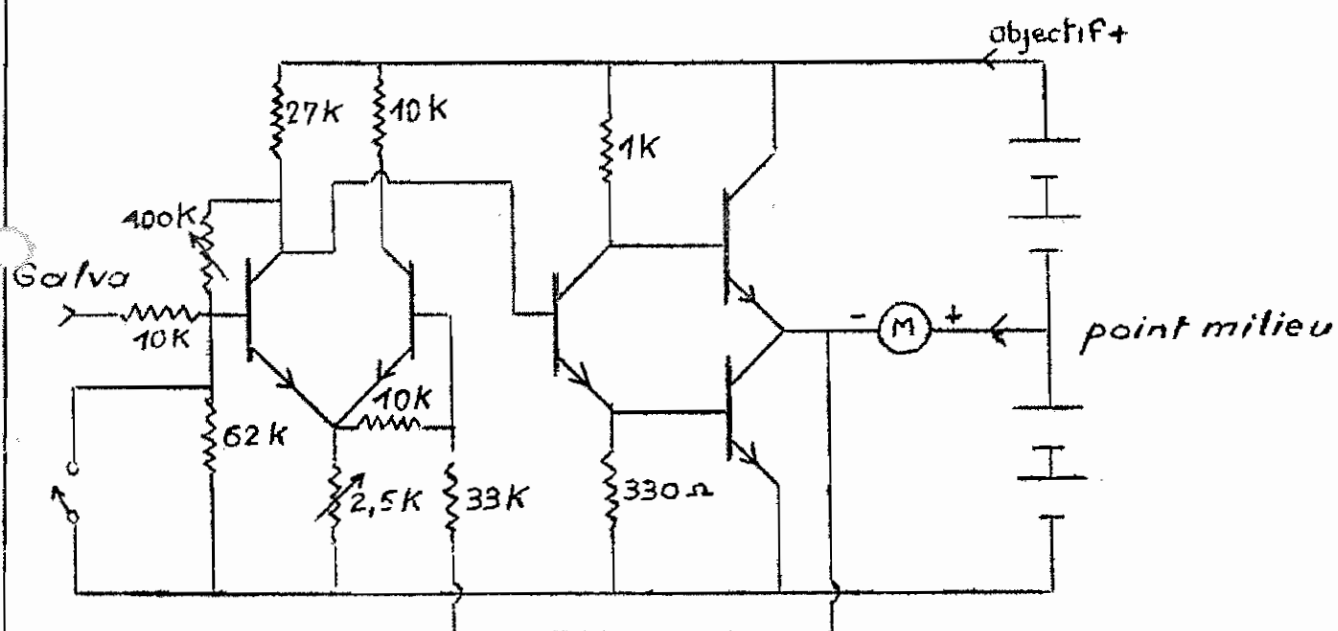 objectif+
27K
10K
1K
400K
Galva
10K
- M +
point milieu
10K
62K
2,5K
33K
330Ω